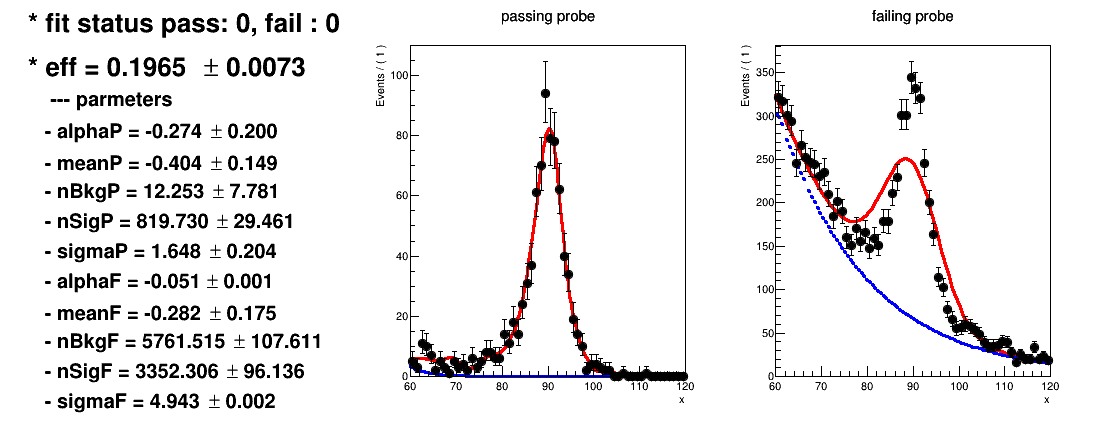 * fit status pass: 0, fail : 0
* eff = 0.1965 ± 0.0073
--- parmeters
- alphaP = -0.274 ± 0.200
- meanP = -0.404 ± 0.149
- nBkgP = 12.253 ± 7.781
- nSigP = 819.730 ± 29.461
- sigmaP = 1.648 ± 0.204
- alphaF = -0.051 ± 0.001
- meanF = -0.282 ± 0.175
- nBkgF = 5761.515 ± 107.611
- nSigF = 3352.306 ± 96.136
- sigmaF = 4.943 ± 0.002
passing probe
Events / ( 1 )
100
80
60
40
20
0
60 70 80 90 100 110 120
x
failing probe
Events / ( 1 )
350
300
250
200
150
100
50
0
60 70 80 90 100 110 120
x